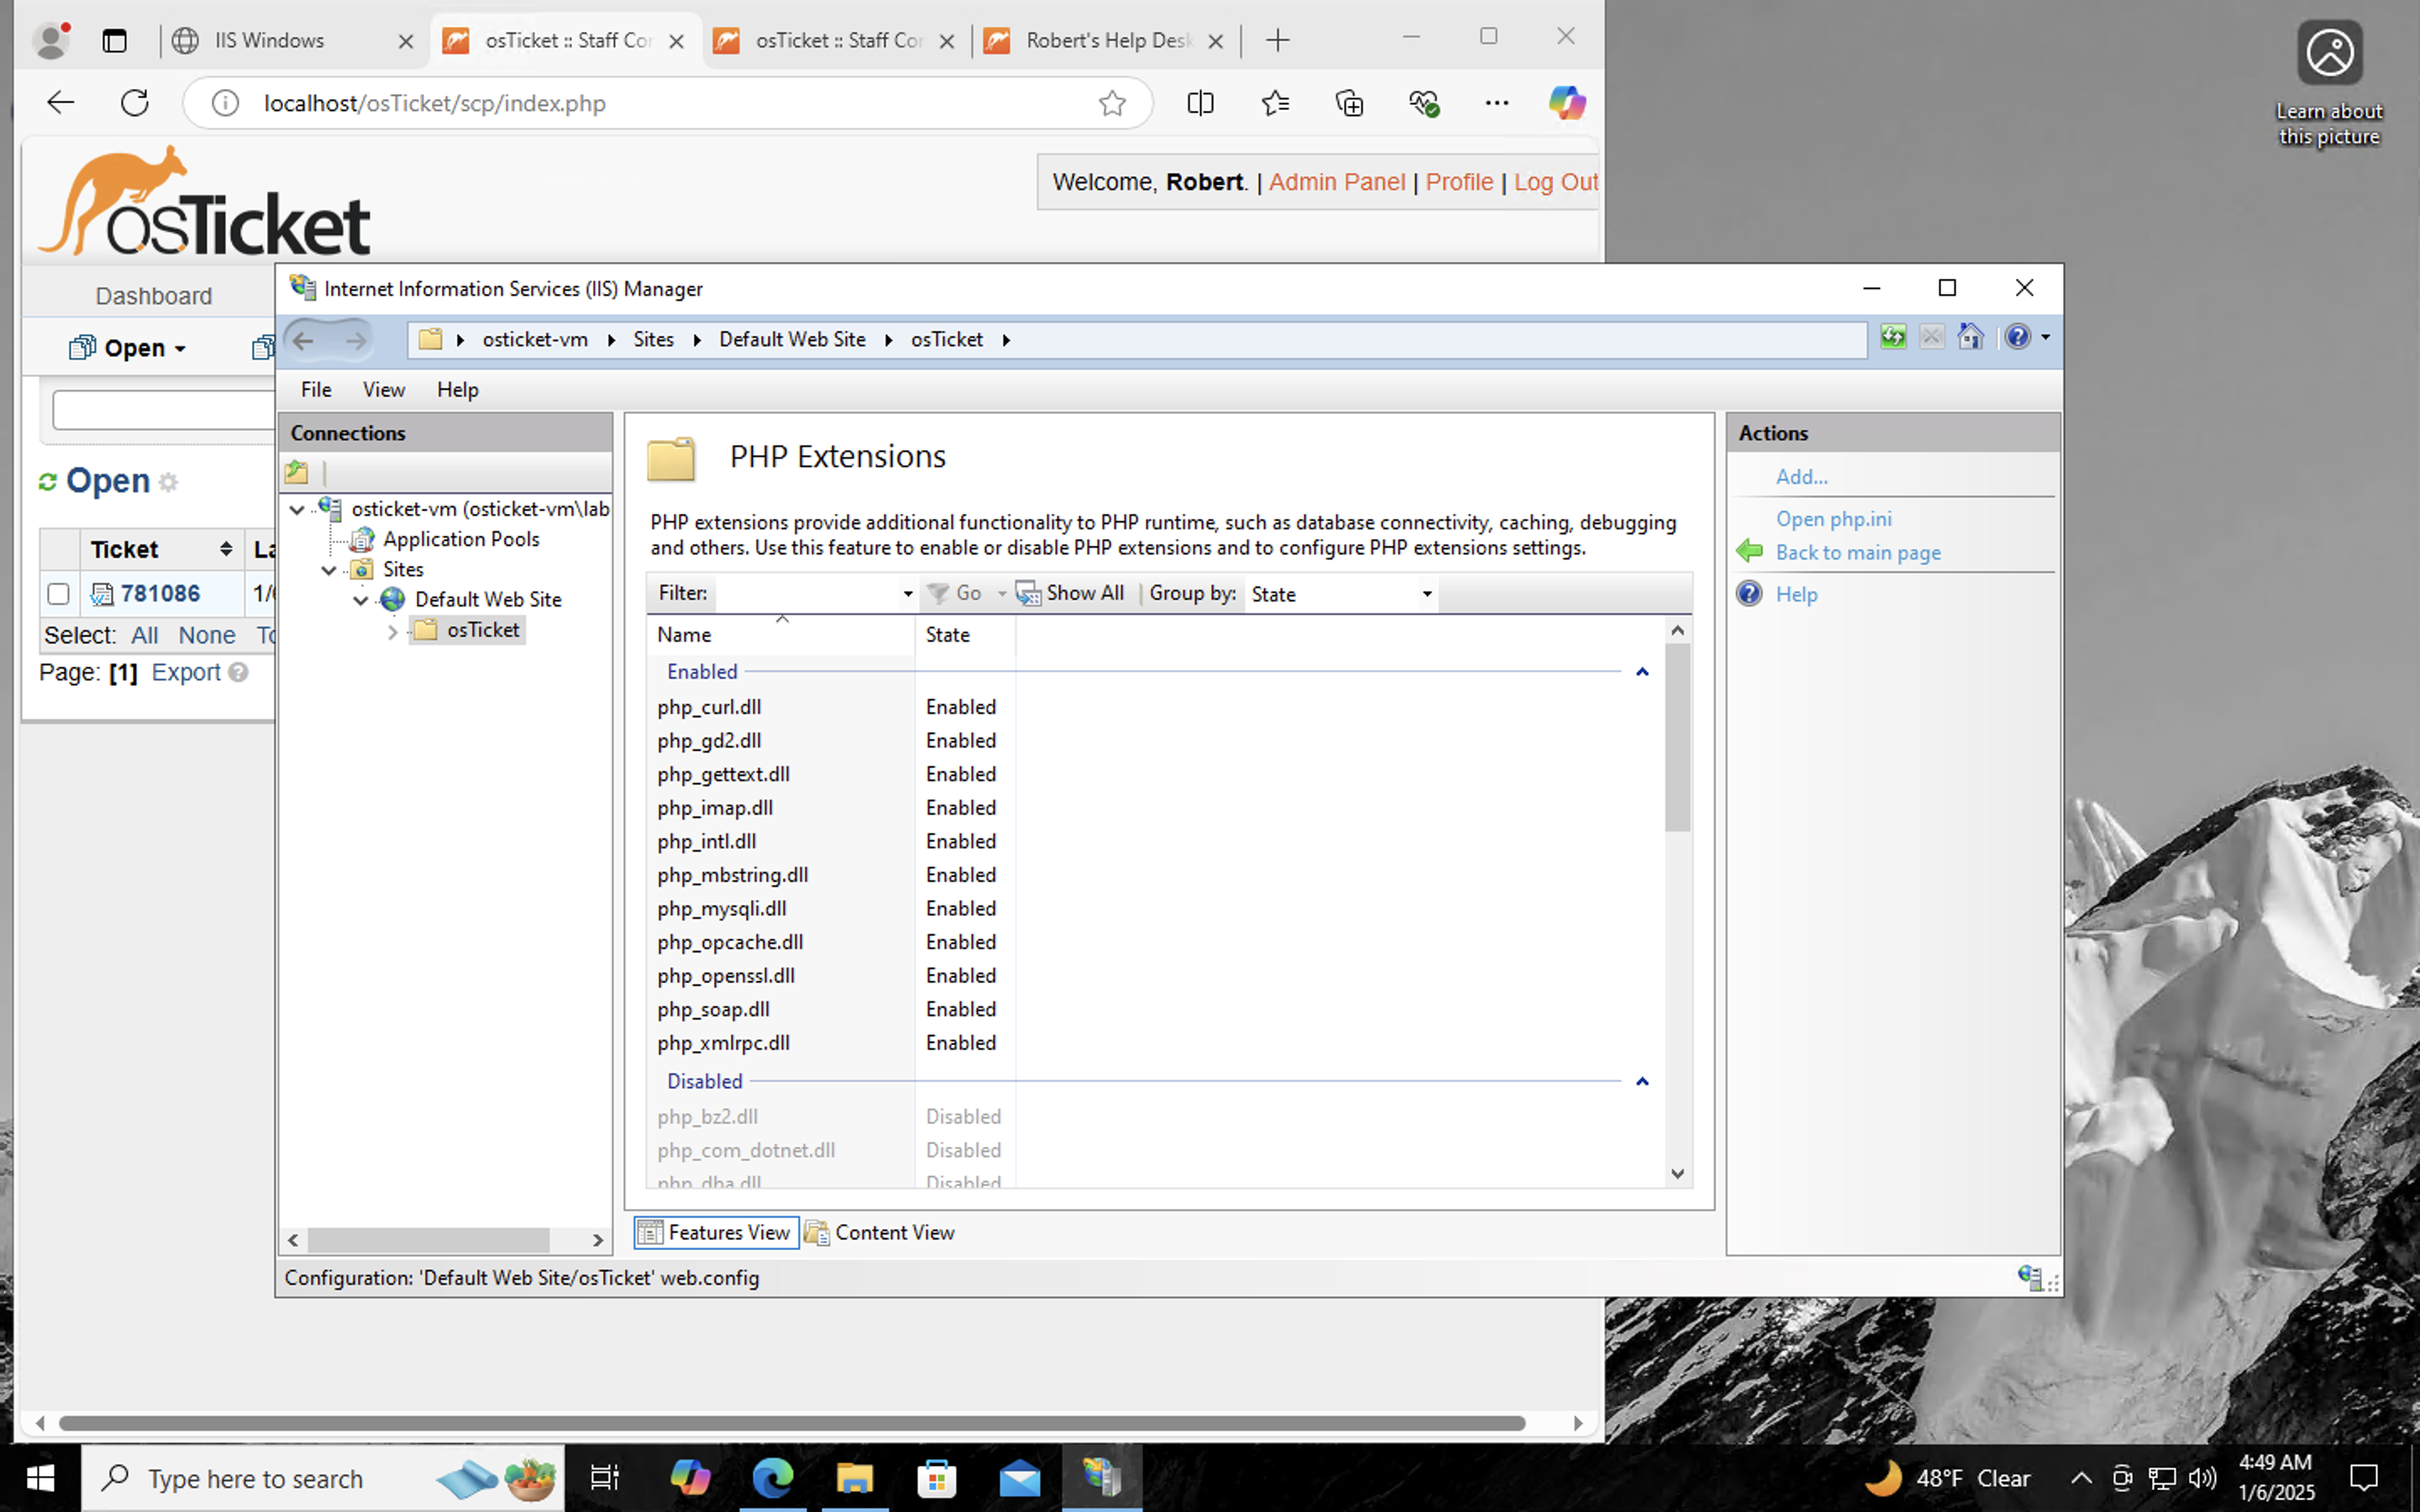 IIS Windows
osTicket :: Staff Cor
osTicket :: Staff Cor
Robert's Help Desk
localhost/osTicket/scp/index.php
Learn about
this picture
osTicket
Welcome, Robert. | Admin Panel | Profile | Log Out
Dashboard
Open
Open
Ticket
La
781086
1/
Select: All None To
Page: [1] Export
Internet Information Services (IIS) Manager
osticket-vm Sites Default Web Site osTicket
File View Help
Connections
osticket-vm (osticket-vm\lab
Application Pools
Sites
Default Web Site
osTicket
PHP Extensions
PHP extensions provide additional functionality to PHP runtime, such as database connectivity, caching, debugging
and others. Use this feature to enable or disable PHP extensions and to configure PHP extensions settings.
Filter: Go Show All Group by: State
Name State
Enabled
php_curl.dll Enabled
php_gd2.dll Enabled
php_gettext.dll Enabled
php_imap.dll Enabled
php_intl.dll Enabled
php_mbstring.dll Enabled
php_mysqli.dll Enabled
php_opcache.dll Enabled
php_openssl.dll Enabled
php_soap.dll Enabled
php_xmlrpc.dll Enabled
Disabled
php_bz2.dll Disabled
php_com_dotnet.dll Disabled
php_dba.dll Disabled
Features View Content View
Actions
Add...
Open php.ini
Back to main page
Help
Configuration: 'Default Web Site/osTicket' web.config
Type here to search
48°F Clear
4:49 AM
1/6/2025